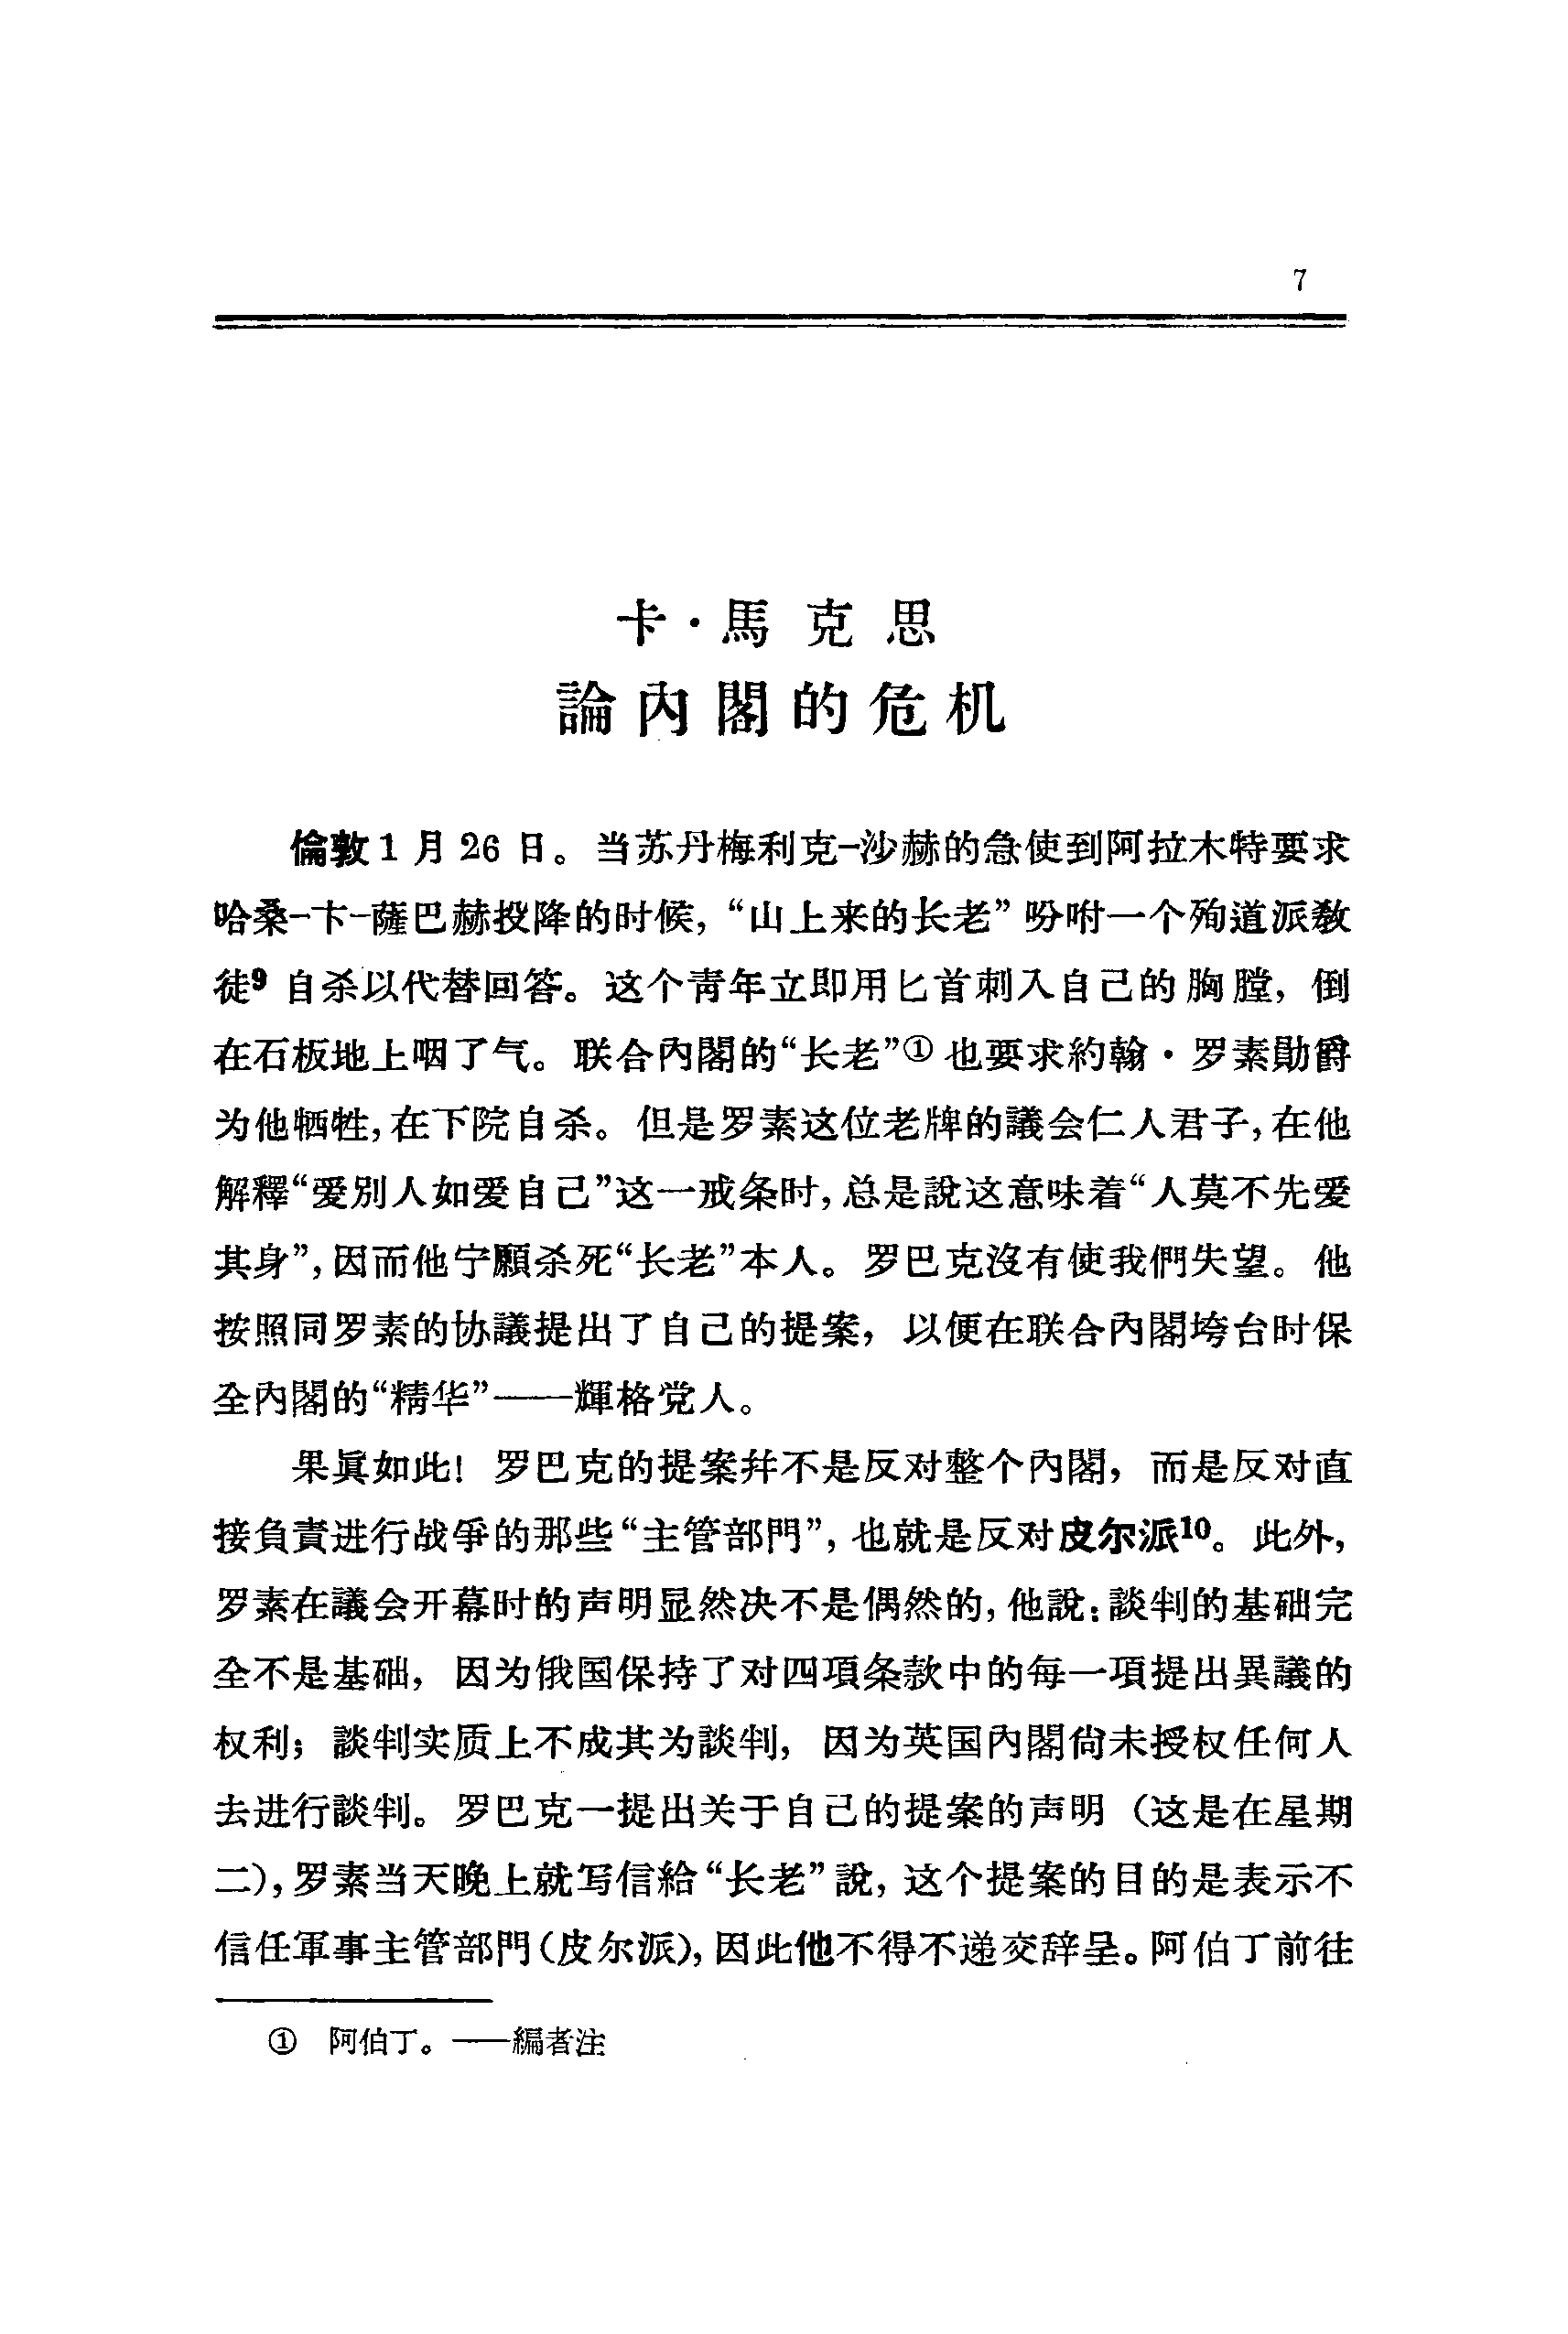 7
卡·馬克思
論內閣的危机
倫敦1月26日。当苏丹梅利克-沙赫的急使到阿拉木特要求
哈桑-卞-薩巴赫投降的时候，“山上来的长老”吩咐一个殉道派教
徒⁹自杀以代替回答。这个青年立即用匕首刺入自己的胸膛，倒
在石板地上咽了气。联合內閣的“长老”①也要求約翰·罗素勛爵
为他牺牲，在下院自杀。但是罗素这位老牌的議会仁人君子，在他
解釋“爱別人如爱自己”这一戒条时，总是說这意味着“人莫不先爱
其身”，因而他宁願杀死“长老”本人。罗巴克沒有使我們失望。他
按照同罗素的协議提出了自己的提案，以便在联合內閣垮台时保
全內閣的“精华”——輝格党人。
果眞如此！罗巴克的提案并不是反对整个內閣，而是反对直
接負責进行战爭的那些“主管部門”，也就是反对皮尔派¹⁰。此外，
罗素在議会开幕时的声明显然决不是偶然的，他說：談判的基础完
全不是基础，因为俄国保持了对四項条款中的每一項提出異議的
权利；談判实质上不成其为談判，因为英国內閣尙未授权任何人
去进行談判。罗巴克一提出关于自己的提案的声明（这是在星期
二），罗素当天晚上就写信給“长老”說，这个提案的目的是表示不
信任軍事主管部門（皮尔派），因此他不得不递交辞呈。阿伯丁前往
① 阿伯丁。——編者注